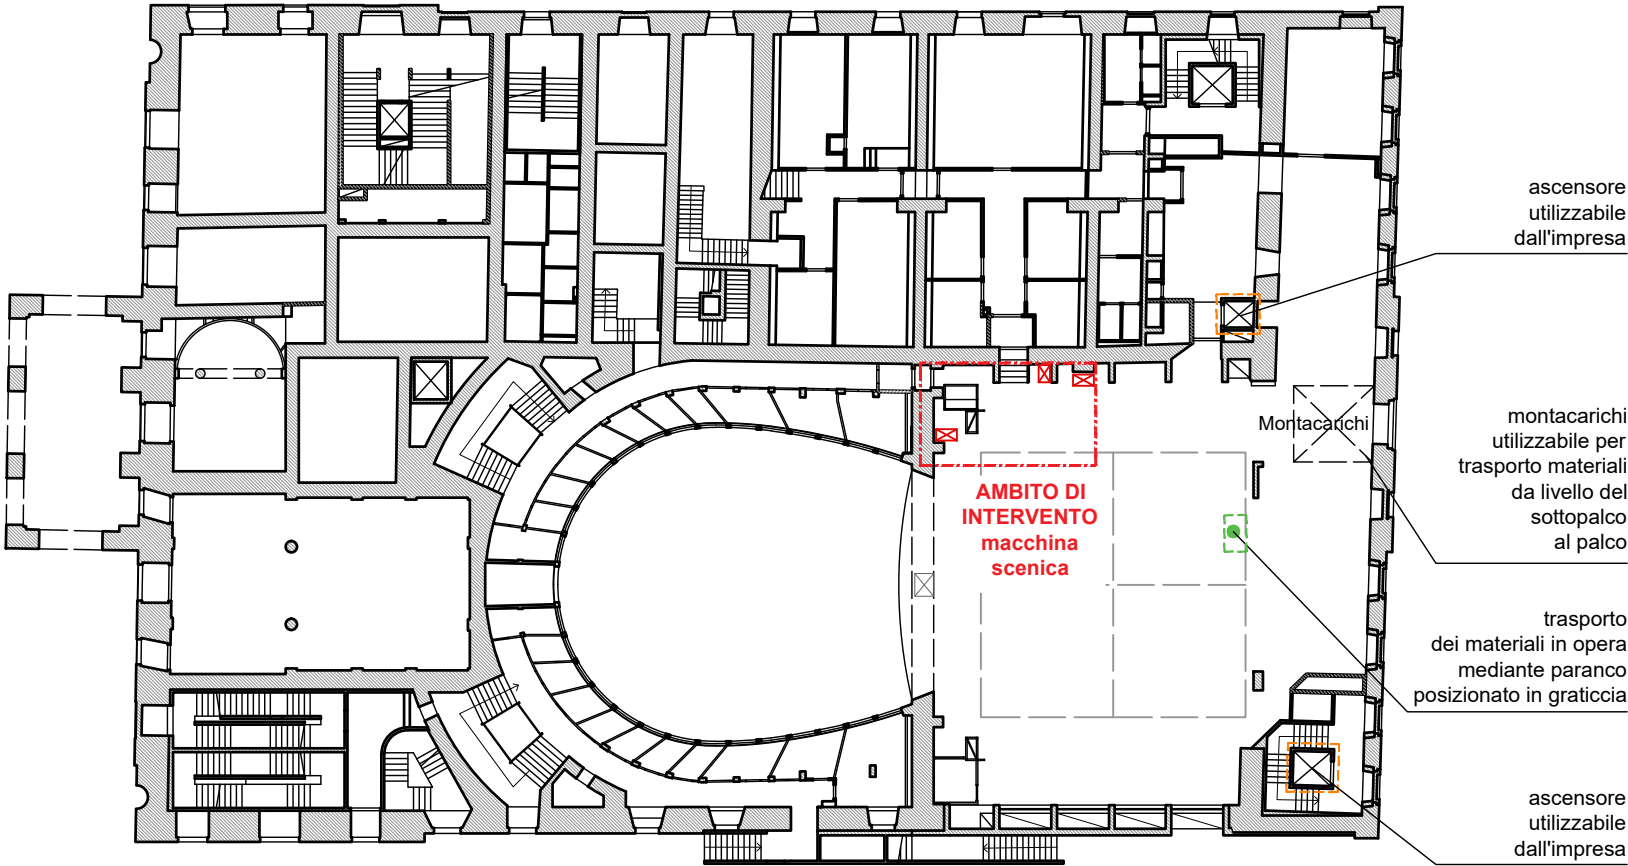 ascensore
utilizzabile
dall'impresa
Montacarichi
montacarichi
utilizzabile per
trasporto materiali
da livello del
sottopalco
al palco
AMBITO DI
INTERVENTO
macchina
scenica
trasporto
dei materiali in opera
mediante paranco
posizionato in graticcia
ascensore
utilizzabile
dall'impresa